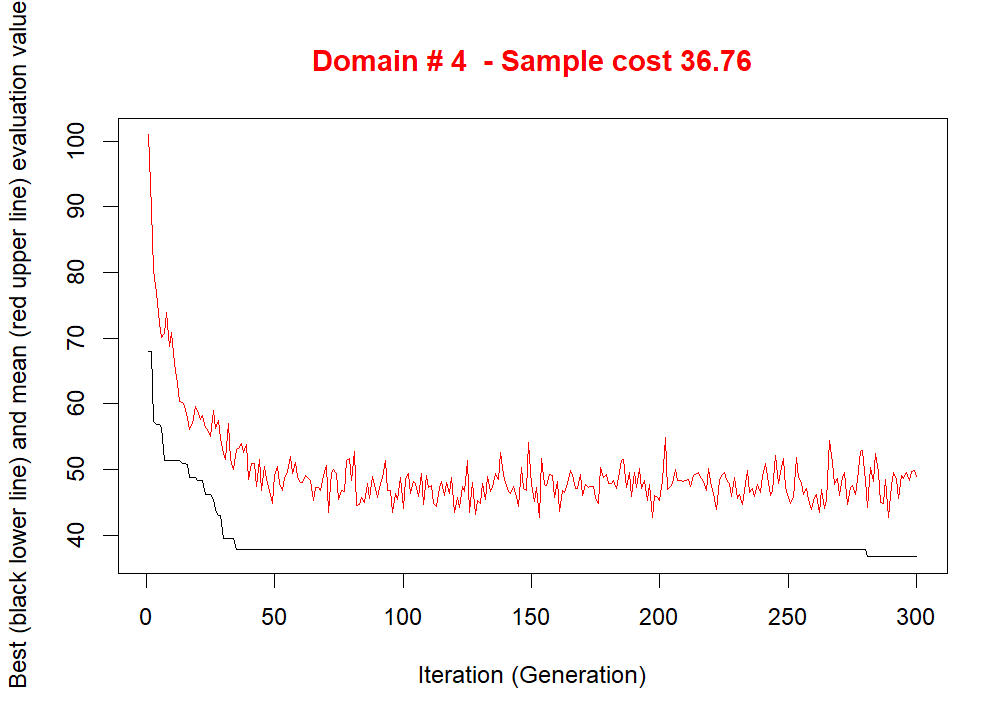 Domain # 4 - Sample cost 36.76
Best (black lower line) and mean (red upper line) evaluation value
100
90
80
70
60
50
40
0 50 100 150 200 250 300
Iteration (Generation)